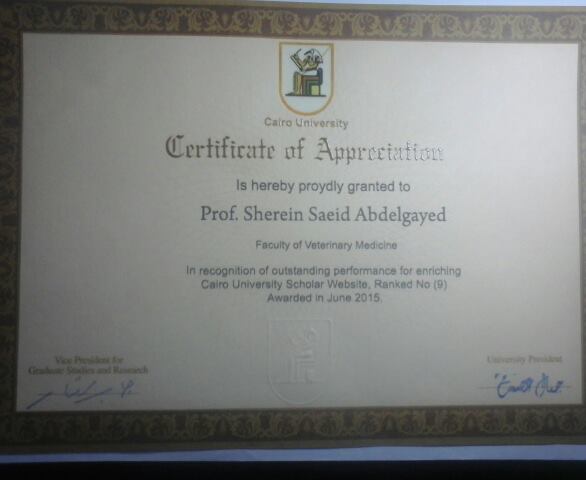 Cairo University
Certificate of Appreciation
Is hereby proydly granted to
Prof. Sherein Saeid Abdelgayed
Faculty of Veterinary Medicine
In recognition of outstanding performance for enriching
Cairo University Scholar Website, Ranked No (9)
Awarded in June 2015.
Vice President for
Graduate Studies and Research
University President